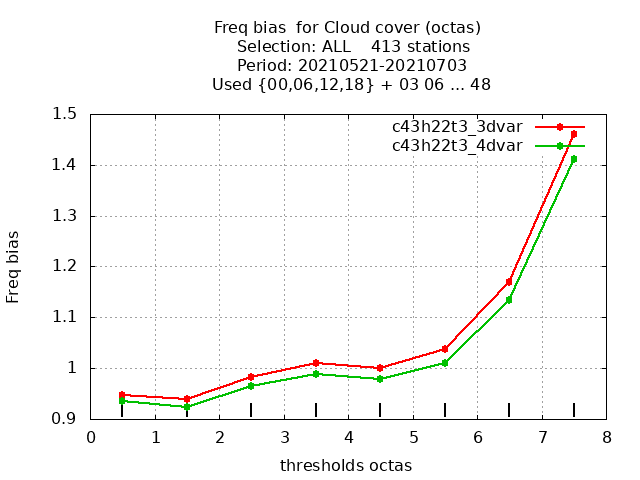 Freq bias  for Cloud cover (octas)
Selection: ALL    413 stations
Period: 20210521-20210703
Used {00,06,12,18} + 03 06 ... 48
c43h22t3_3dvar
c43h22t3_4dvar
Freq bias
1.5
1.4
1.3
1.2
1.1
1
0.9
0 1 2 3 4 5 6 7 8
thresholds octas